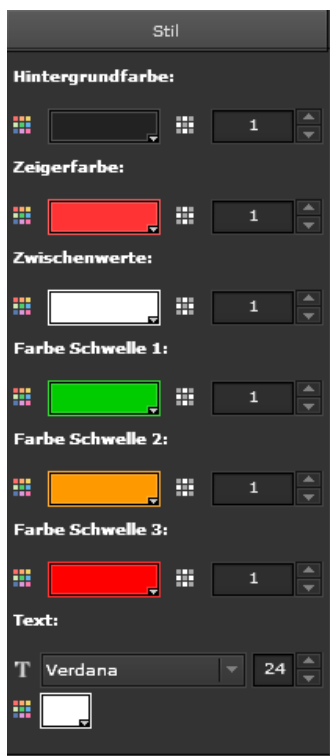 Stil
Hintergrundfarbe:
1
Zeigerfarbe:
1
Zwischenwerte:
1
Farbe Schwelle 1:
1
Farbe Schwelle 2:
1
Farbe Schwelle 3:
1
Text:
T Verdana 24